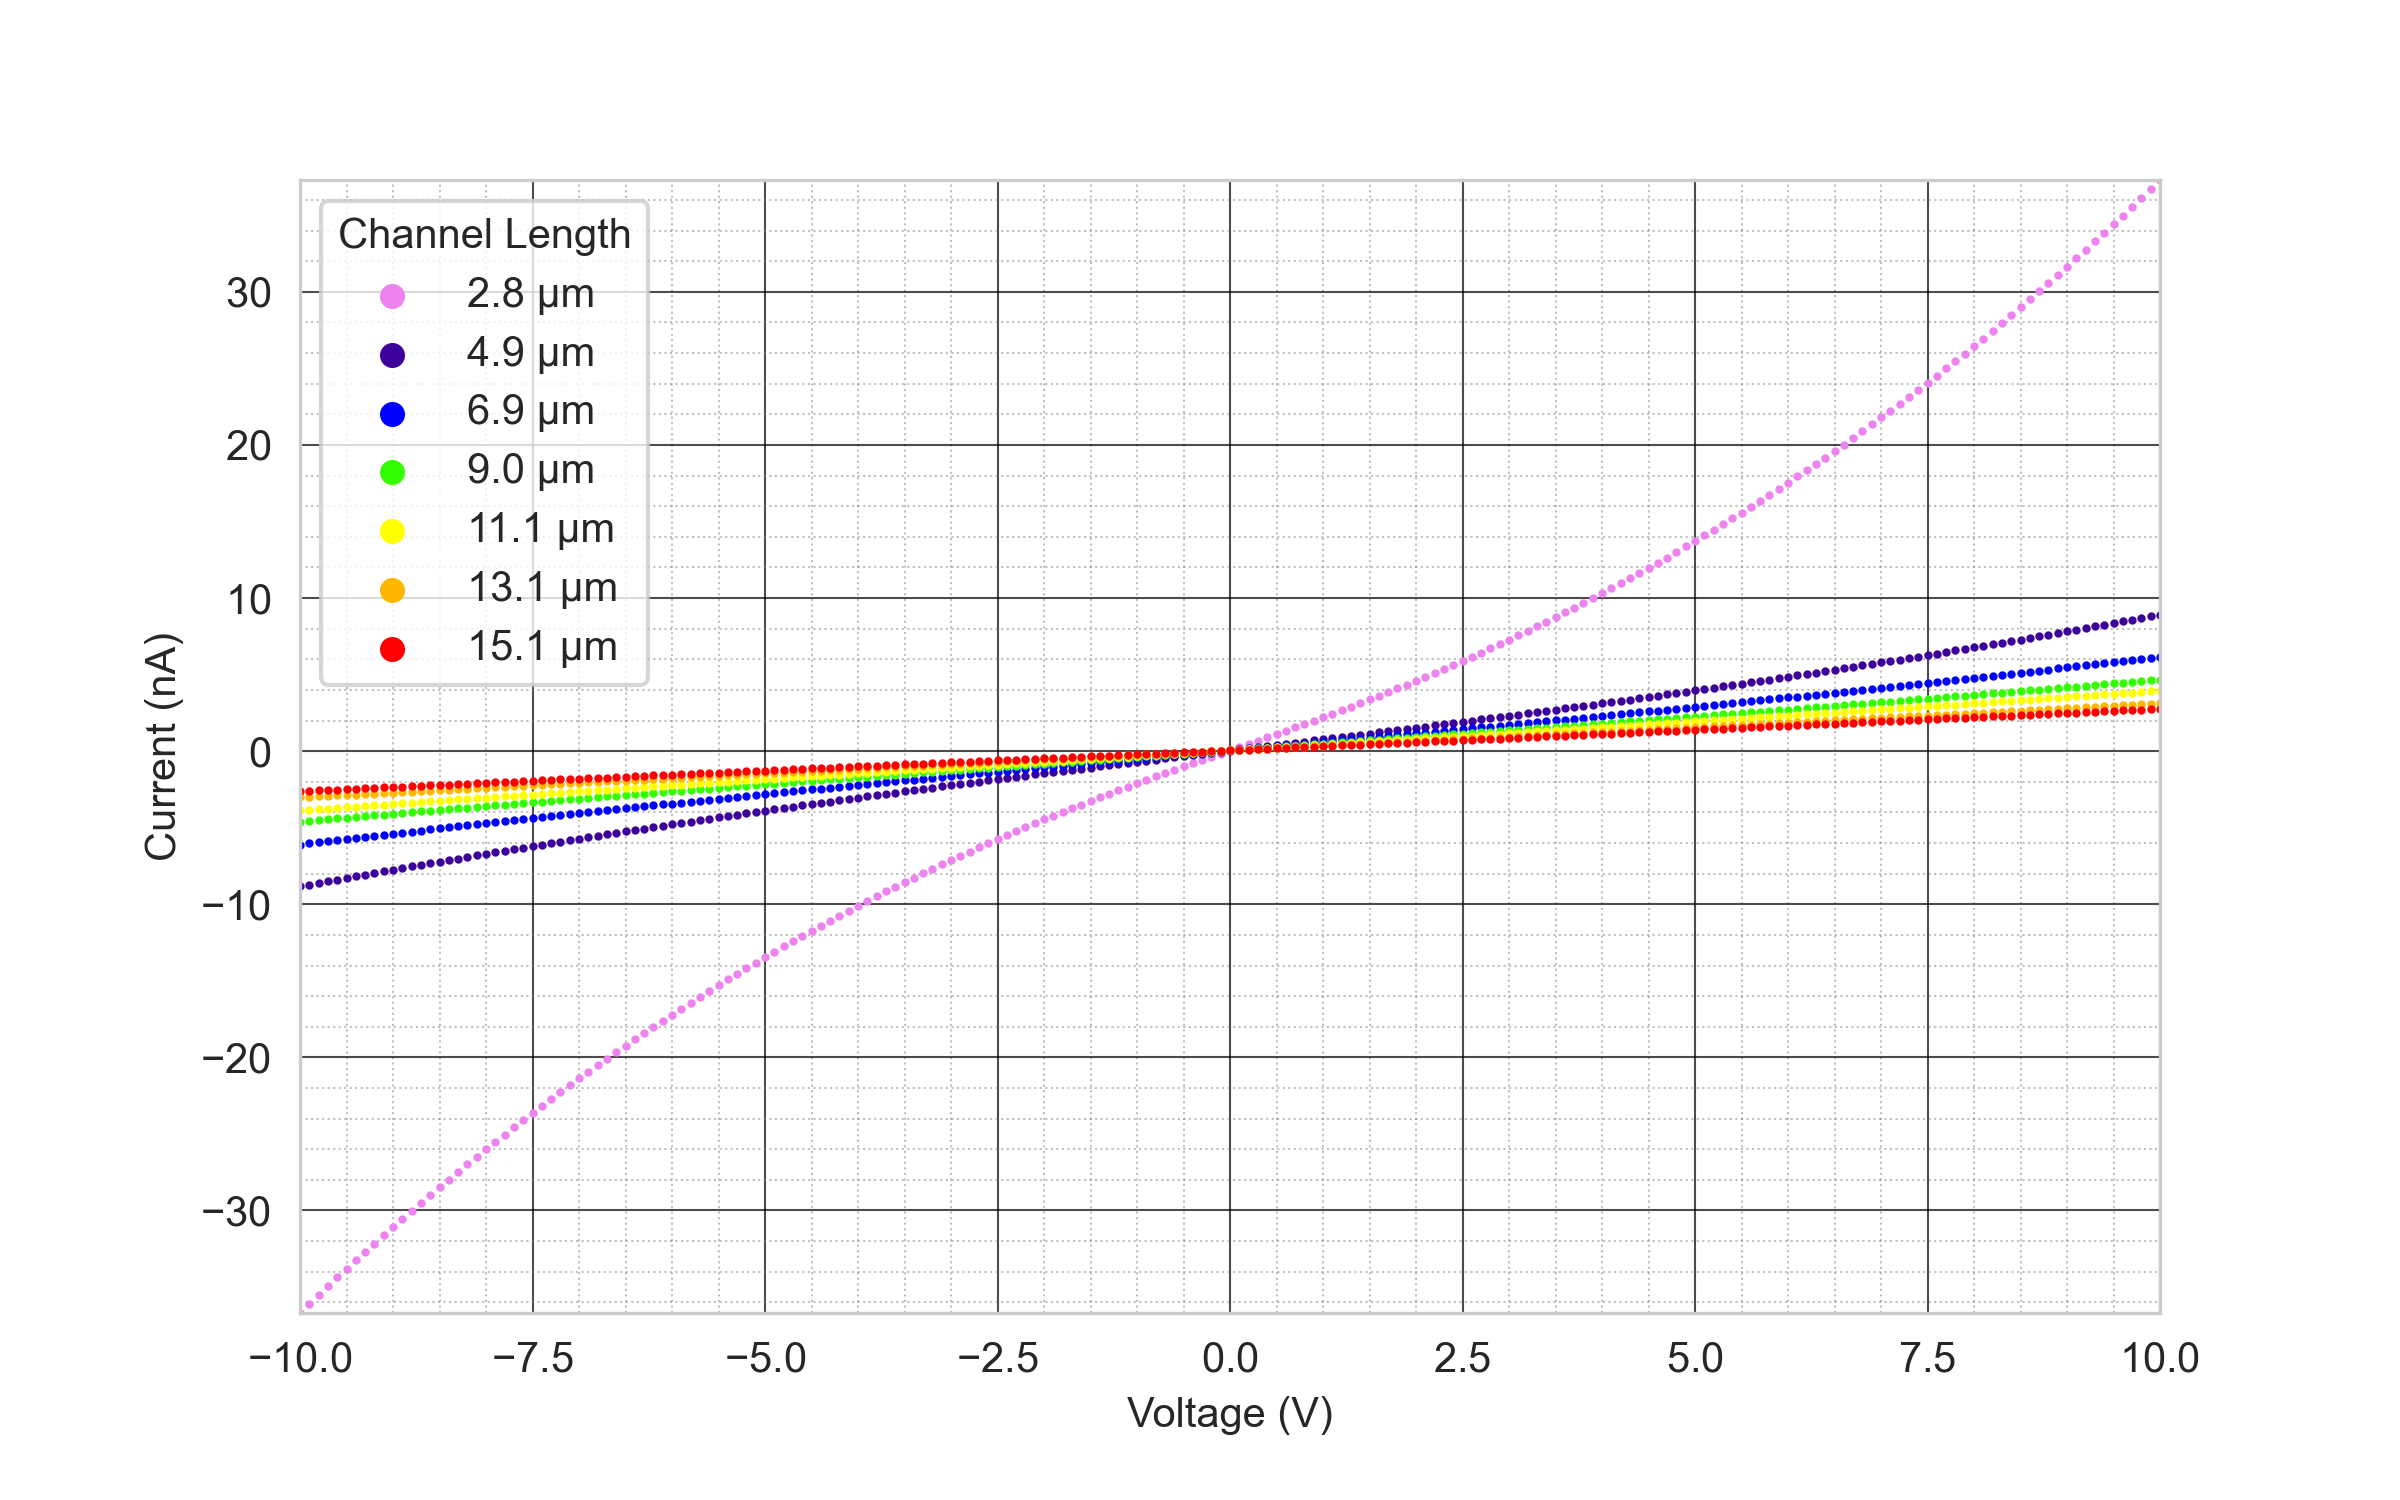 Channel Length
2.8 µm
4.9 µm
6.9 µm
9.0 µm
11.1 µm
13.1 µm
15.1 µm
30
20
10
0
−10
−20
−30
Current (nA)
−10.0 −7.5 −5.0 −2.5 0.0 2.5 5.0 7.5 10.0
Voltage (V)